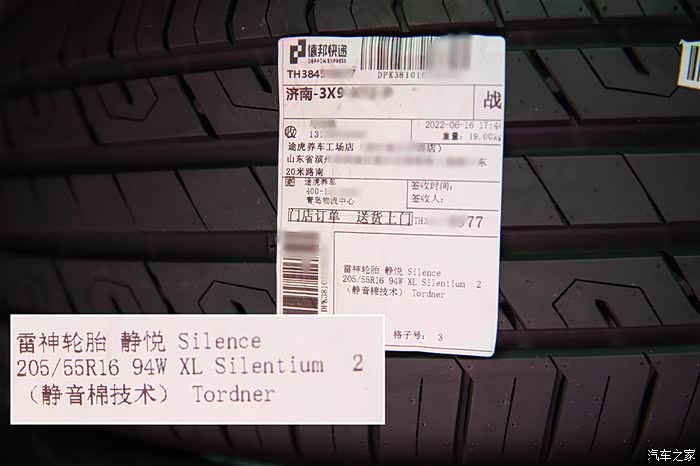 德邦快递
DEPPON EXPRESS
TH384
DPK38101
济南-3X9
战
收
131
2022-06-16 17:44
重量: 19.00kg
途虎养车工场店 店)
山东省滨州 东
20米路南
途虎养车
400-1
青岛物流中心
签收时间:
签收人:
门店订单 送货上门
TH3 77
DPK3810
雷神轮胎 静悦 Silence
205/55R16 94W XL Silentium 2
(静音棉技术) Tordner
格子号: 3
雷神轮胎 静悦 Silence
205/55R16 94W XL Silentium 2
(静音棉技术) Tordner
汽车之家